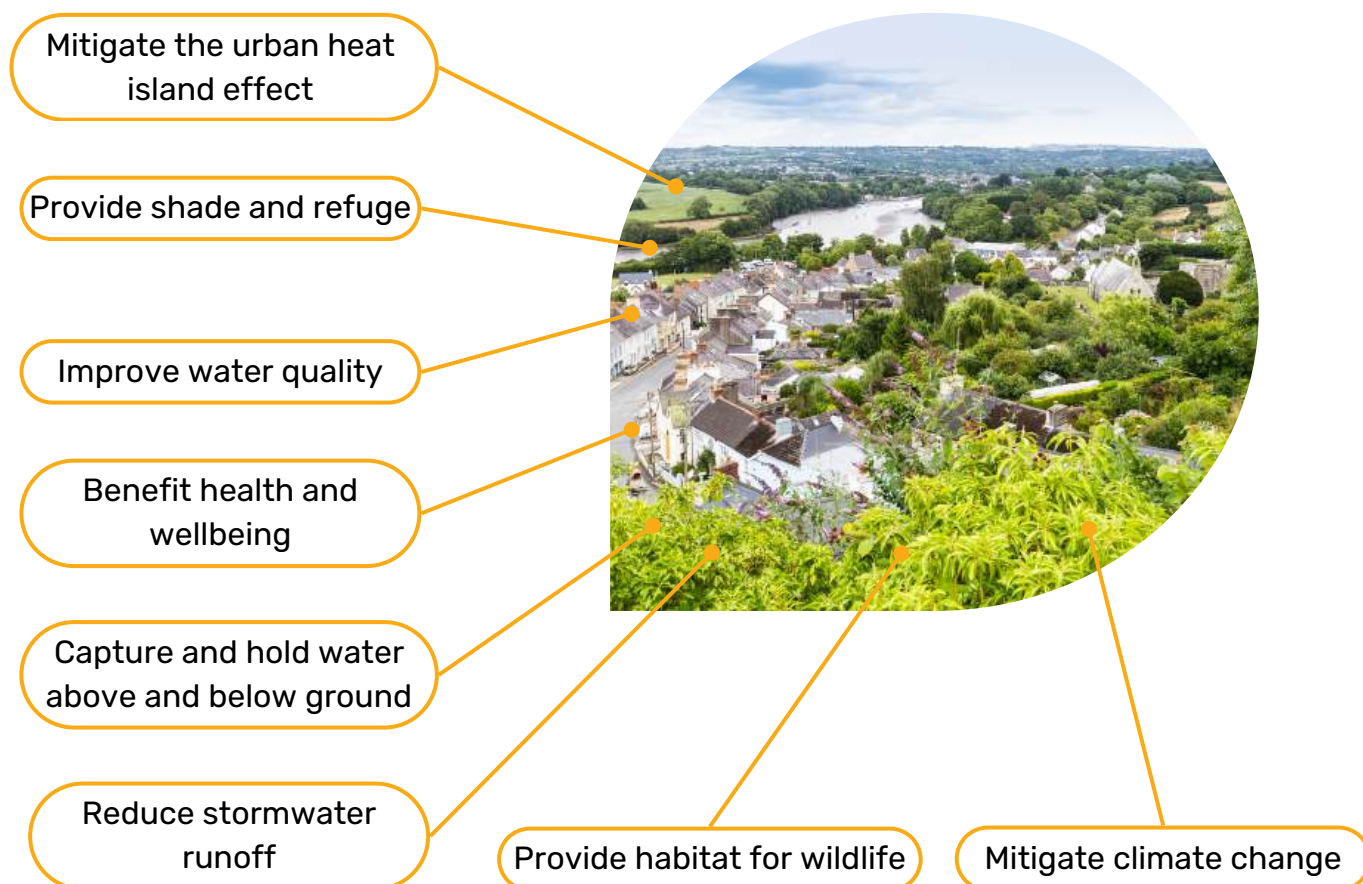 Mitigate the urban heat
island effect
Provide shade and refuge
Improve water quality
Benefit health and
wellbeing
Capture and hold water
above and below ground
Reduce stormwater
runoff
Provide habitat for wildlife
Mitigate climate change